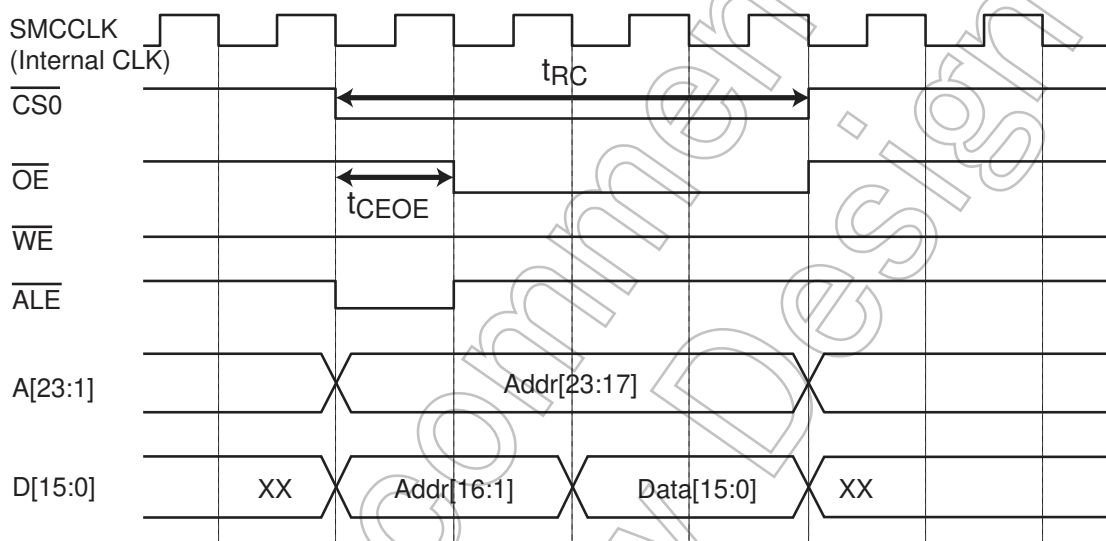 SMCCLK
(Internal CLK)
tRC
CS0
OE
tCEOE
WE
ALE
A[23:1]
Addr[23:17]
D[15:0]
XX
Addr[16:1]
Data[15:0]
XX